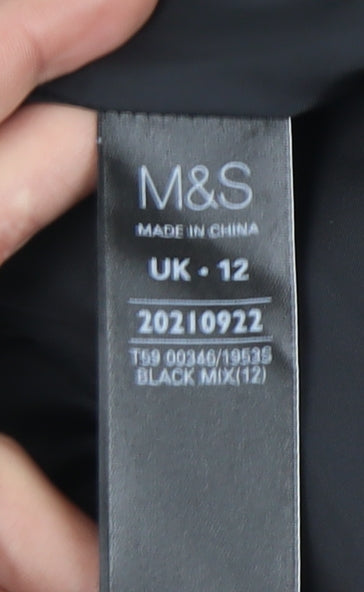 M&S
MADE IN CHINA
UK • 12
20210922
T59 00346/1953S
BLACK MIX(12)